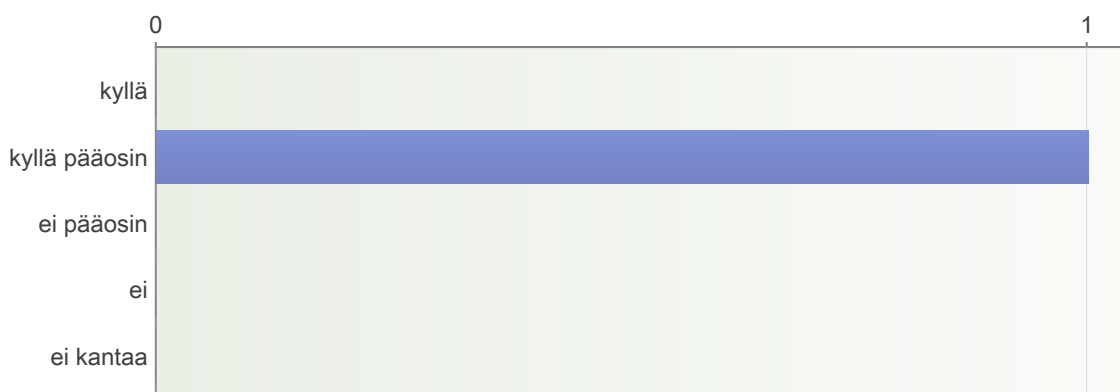 0 1
kyllä
kyllä pääosin
ei pääosin
ei
ei kantaa